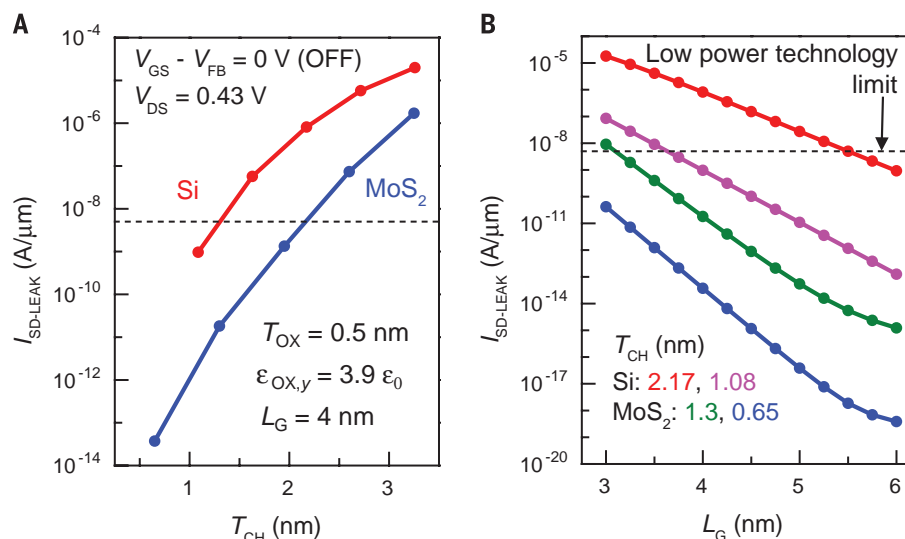 A
V_GS - V_FB = 0 V (OFF)
V_DS = 0.43 V
Si
MoS₂
T_OX = 0.5 nm
ε_OX,y = 3.9 ε₀
L_G = 4 nm
10⁻⁴
10⁻⁶
10⁻⁸
10⁻¹⁰
10⁻¹²
10⁻¹⁴
I_SD-LEAK (A/μm)
1 2 3
T_CH (nm)
B
Low power technology
limit
T_CH (nm)
Si: 2.17, 1.08
MoS₂: 1.3, 0.65
10⁻⁵
10⁻⁸
10⁻¹¹
10⁻¹⁴
10⁻¹⁷
10⁻²⁰
I_SD-LEAK (A/μm)
3 4 5 6
L_G (nm)